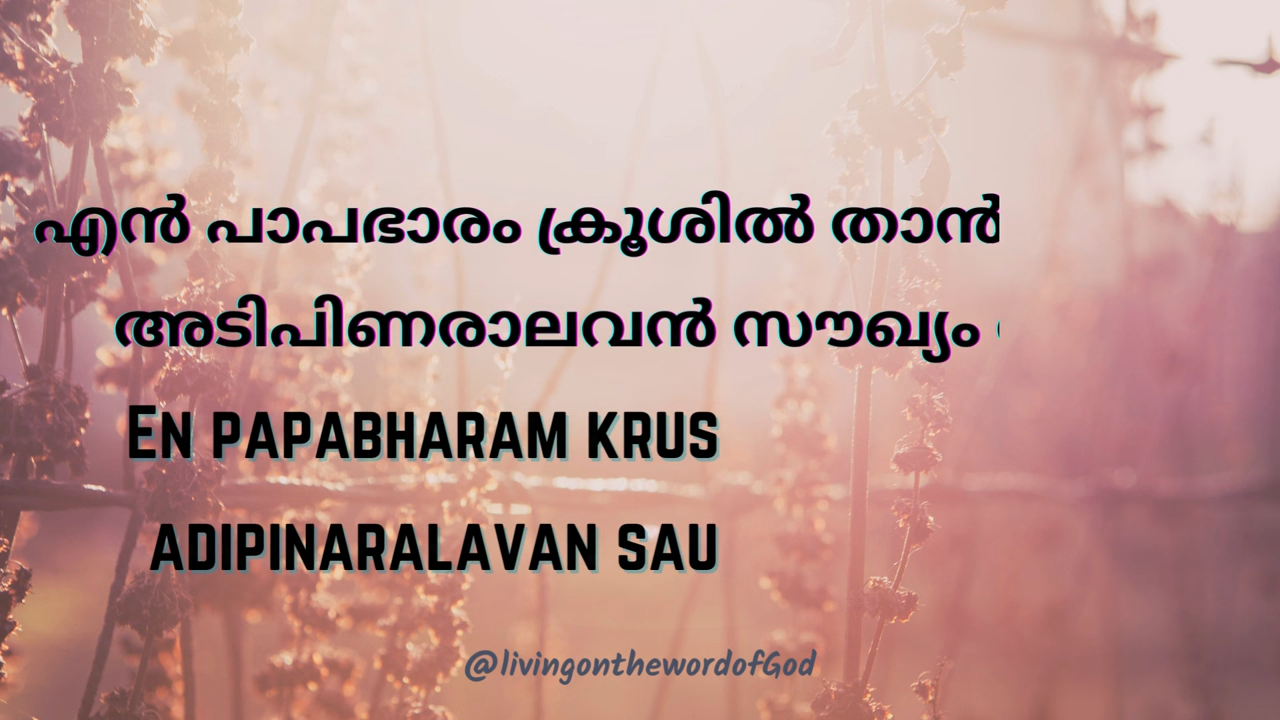 എൻ പാപഭാരം ക്രൂശിൽ താൻ
അടിപിണരാലവൻ സൗഖ്യം
En papabharam krus
adipinaralavan sau
@livingonthewordofGod